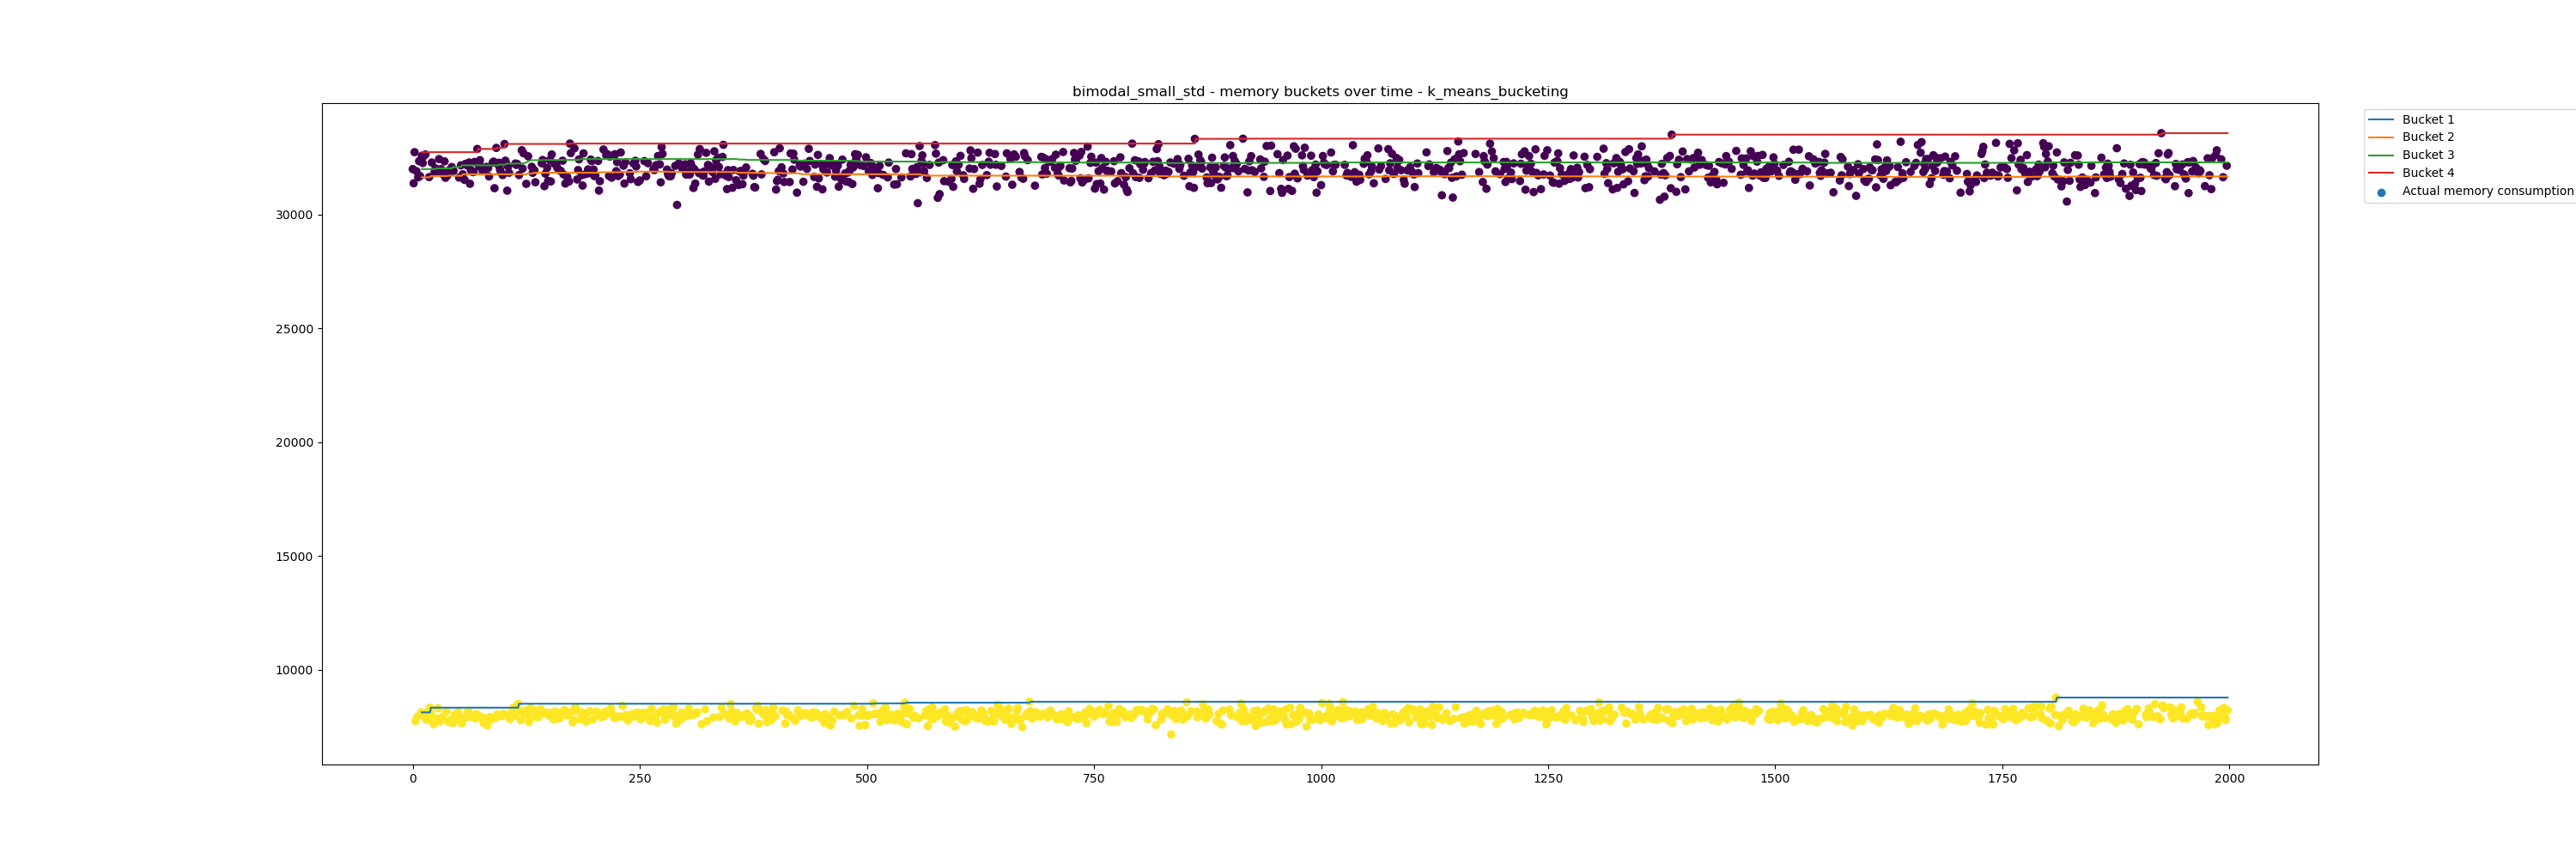 bimodal_small_std - memory buckets over time - k_means_bucketing
Bucket 1
Bucket 2
Bucket 3
Bucket 4
Actual memory consumption
30000
25000
20000
15000
10000
0 250 500 750 1000 1250 1500 1750 2000